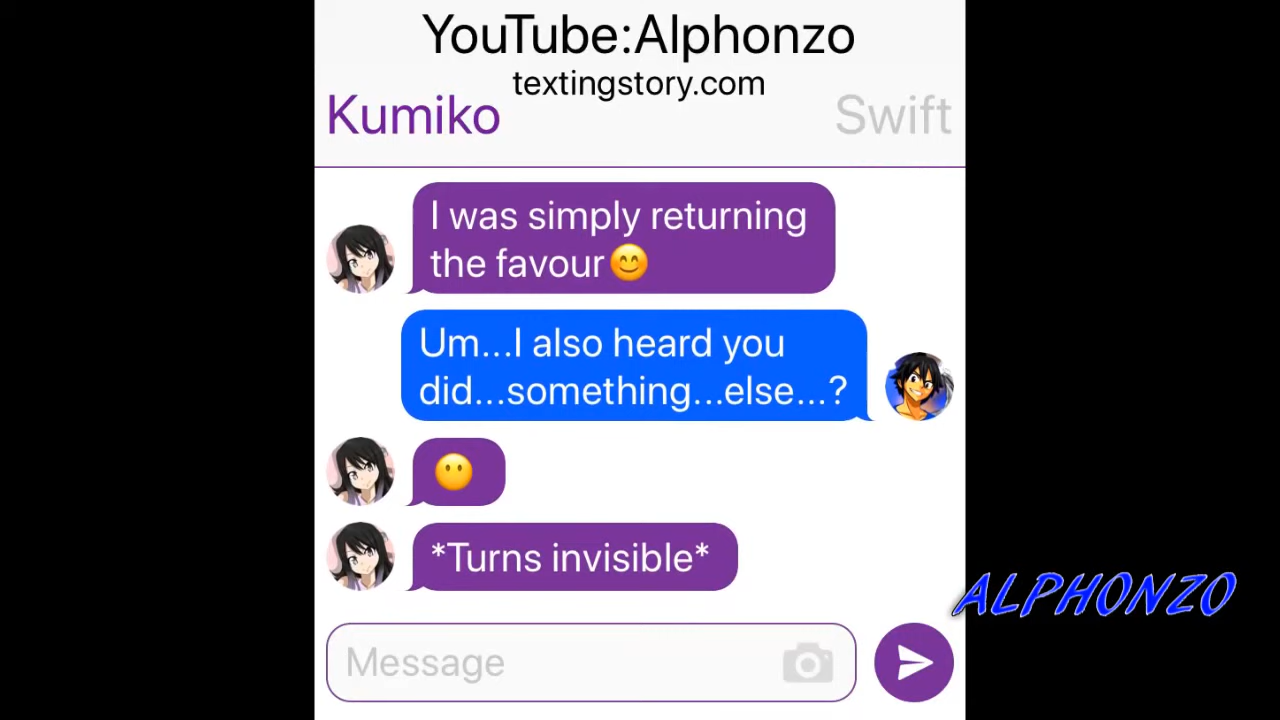 YouTube:Alphonzo
textingstory.com
Kumiko
Swift
I was simply returning
the favour😊
Um...I also heard you
did...something...else...?
😶
*Turns invisible*
ALPHONZO
Message